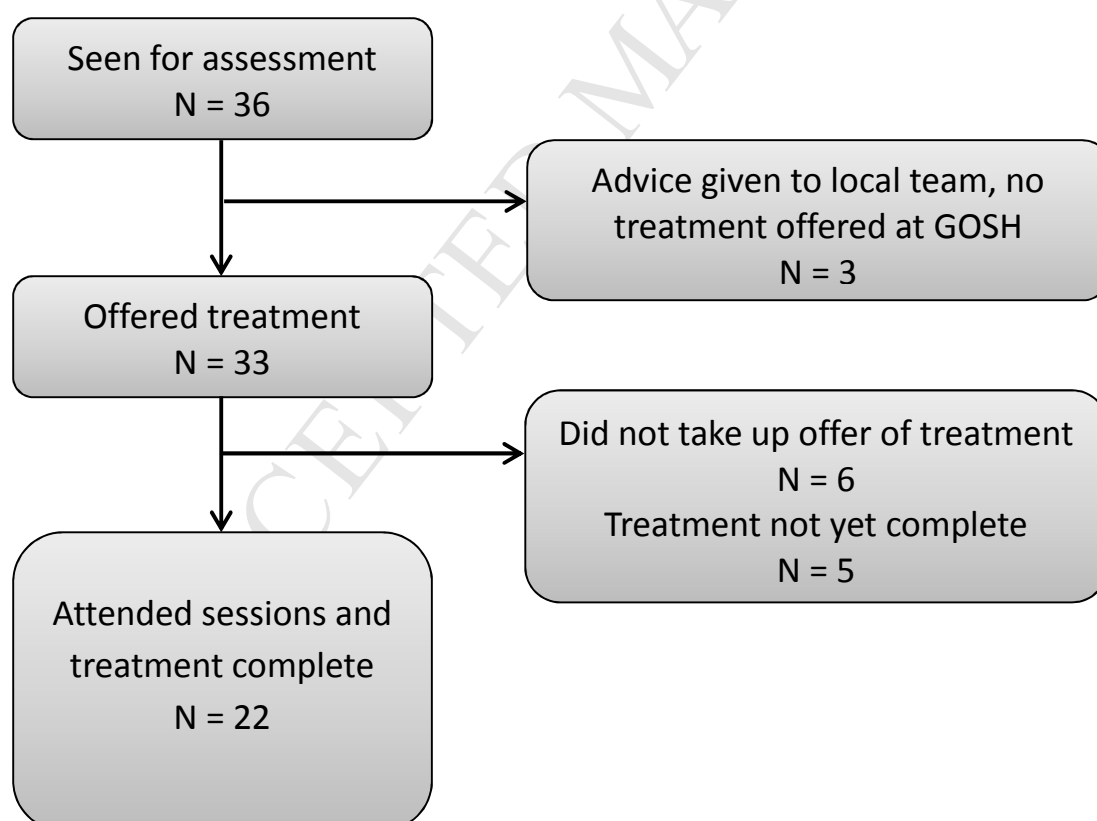 Seen for assessment
N = 36
Advice given to local team, no
treatment offered at GOSH
N = 3
Offered treatment
N = 33
Did not take up offer of treatment
N = 6
Treatment not yet complete
N = 5
Attended sessions and
treatment complete
N = 22